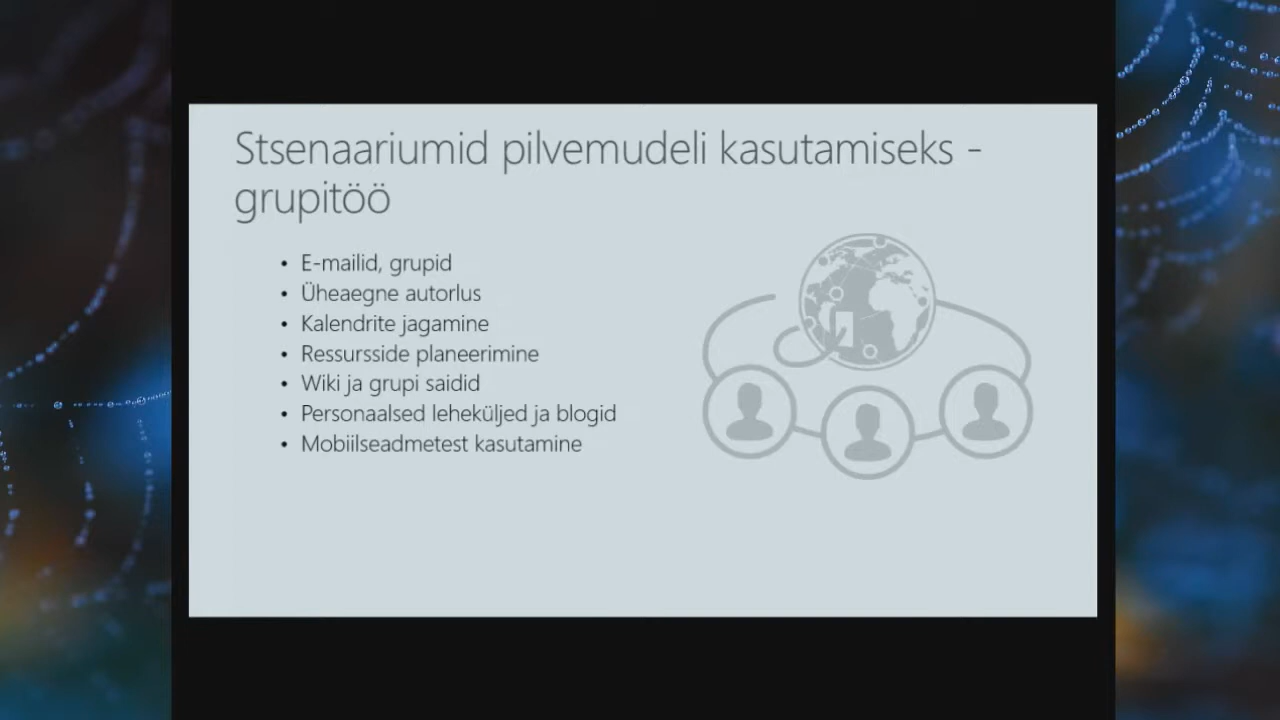 Stsenaariumid pilvemudeli kasutamiseks -
grupitöö
• E-mailid, grupid
• Üheaegne autorlus
• Kalendrite jagamine
• Ressursside planeerimine
• Wiki ja grupi saidid
• Personaalsed leheküljed ja blogid
• Mobiilseadmetest kasutamine